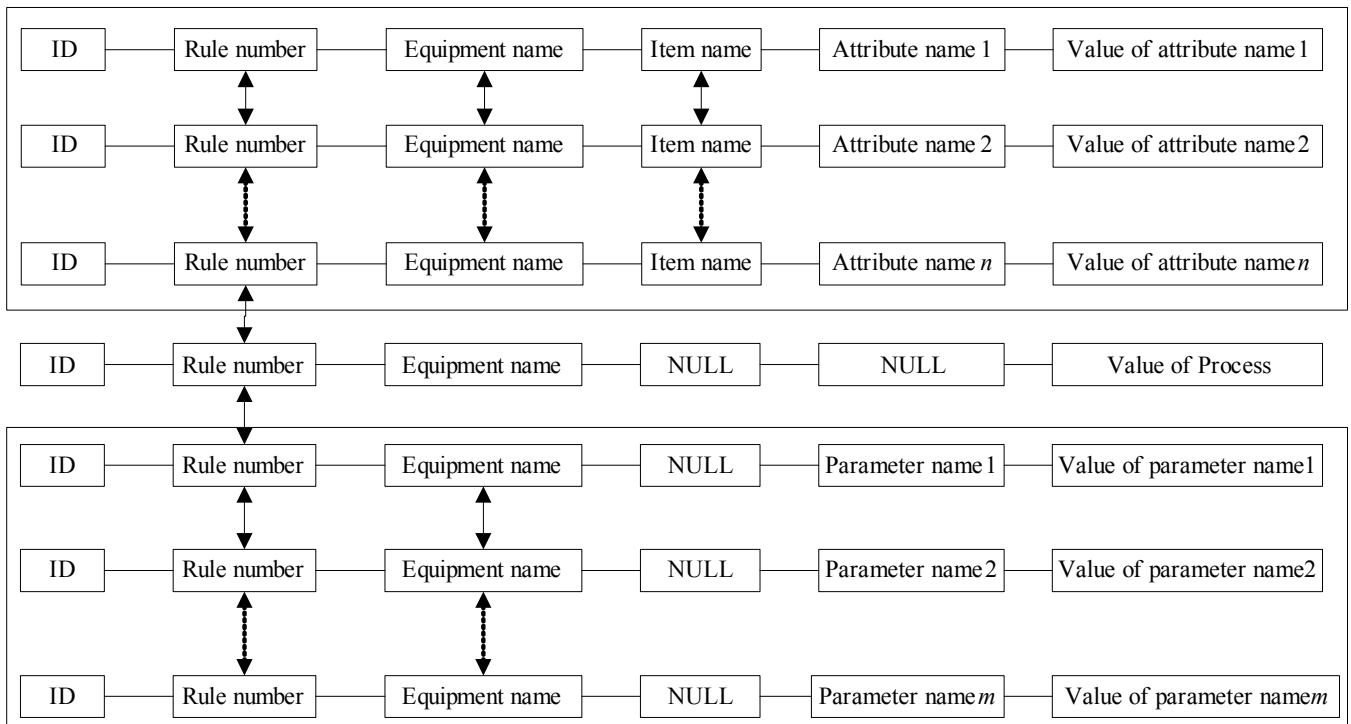 ID Rule number Equipment name Item name Attribute name 1 Value of attribute name 1
ID Rule number Equipment name Item name Attribute name 2 Value of attribute name 2
ID Rule number Equipment name Item name Attribute name n Value of attribute name n
ID Rule number Equipment name NULL NULL Value of Process
ID Rule number Equipment name NULL Parameter name1 Value of parameter name1
ID Rule number Equipment name NULL Parameter name2 Value of parameter name2
ID Rule number Equipment name NULL Parameter name m Value of parameter name m